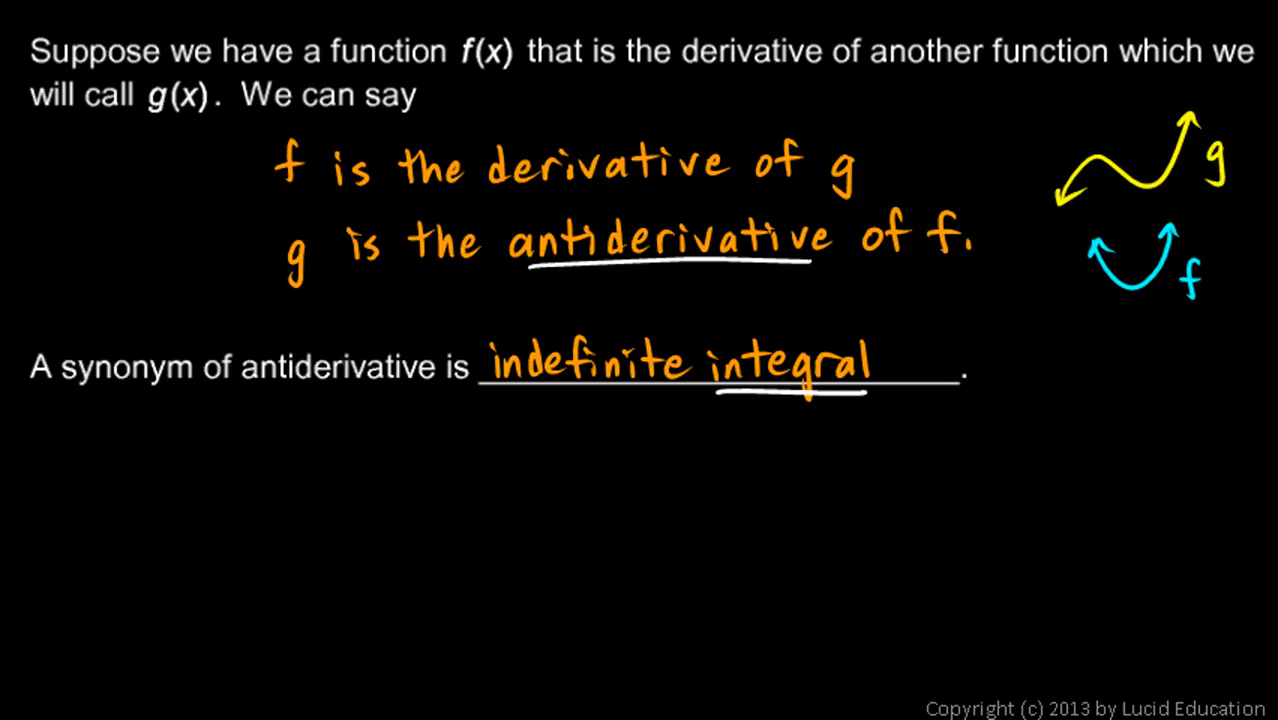 Suppose we have a function f(x) that is the derivative of another function which we
will call g(x). We can say
f is the derivative of g
g is the antiderivative of f.
g
f
A synonym of antiderivative is indefinite integral.
Copyright (c) 2013 by Lucid Education